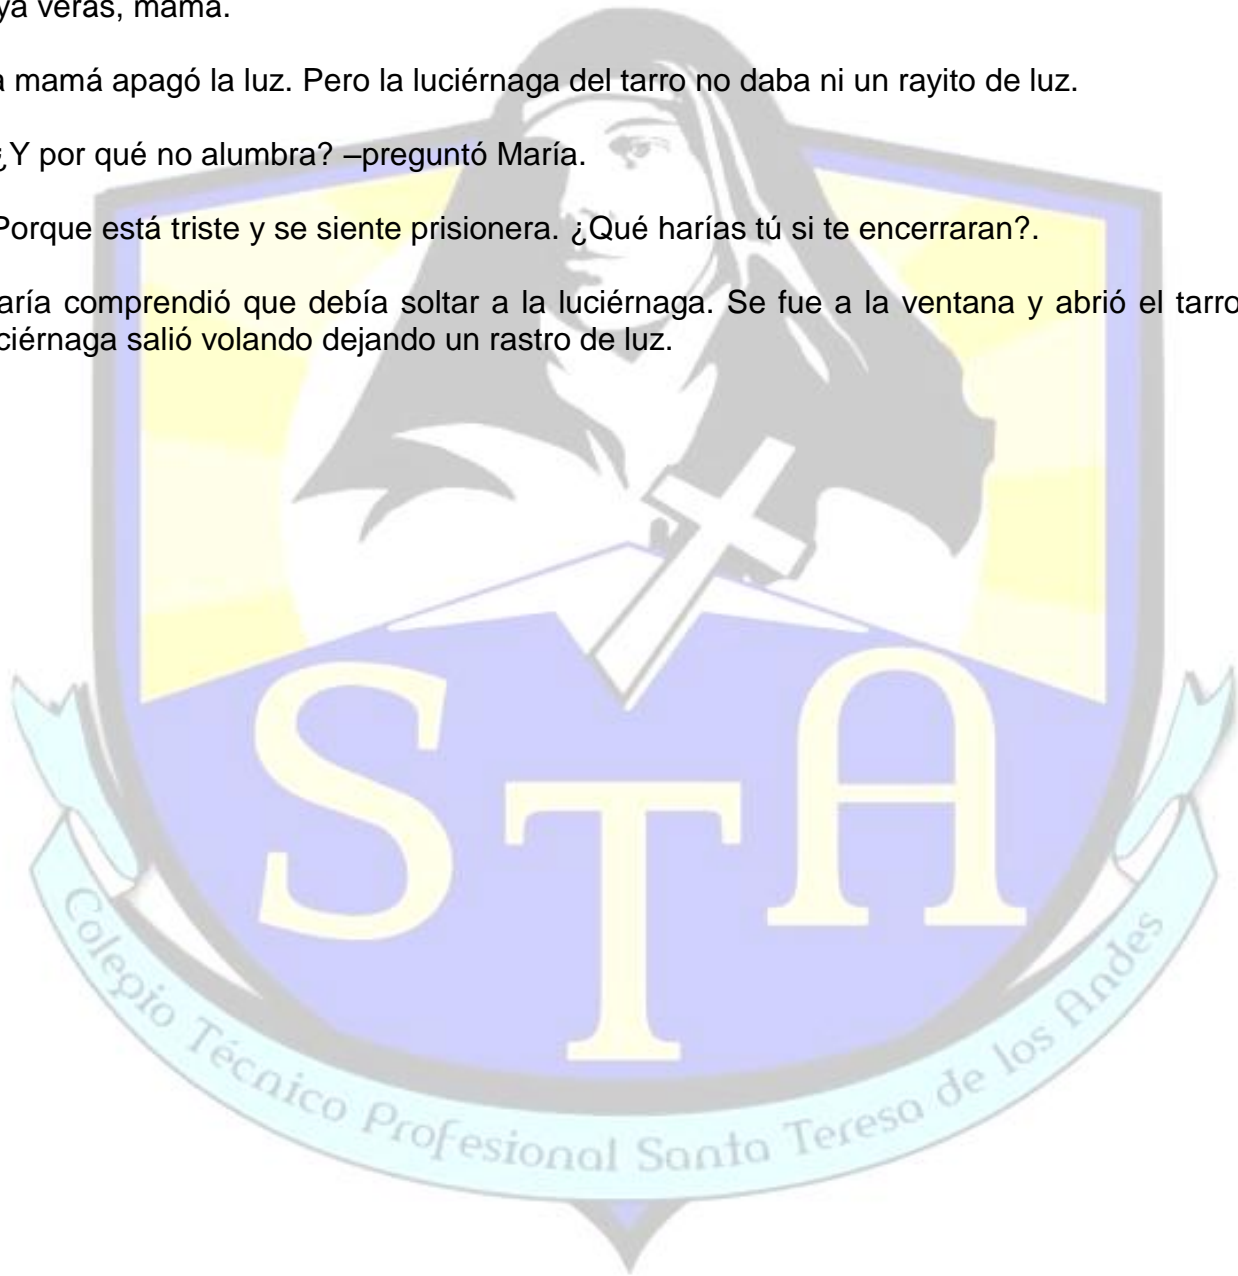 ya verás, mamá.
a mamá apagó la luz. Pero la luciérnaga del tarro no daba ni un rayito de luz.
¿Y por qué no alumbra? –preguntó María.
Porque está triste y se siente prisionera. ¿Qué harías tú si te encerraran?.
aría comprendió que debía soltar a la luciérnaga. Se fue a la ventana y abrió el tarro
ciérnaga salió volando dejando un rastro de luz.
STA
Colegio Técnico Profesional Santa Teresa de los Andes